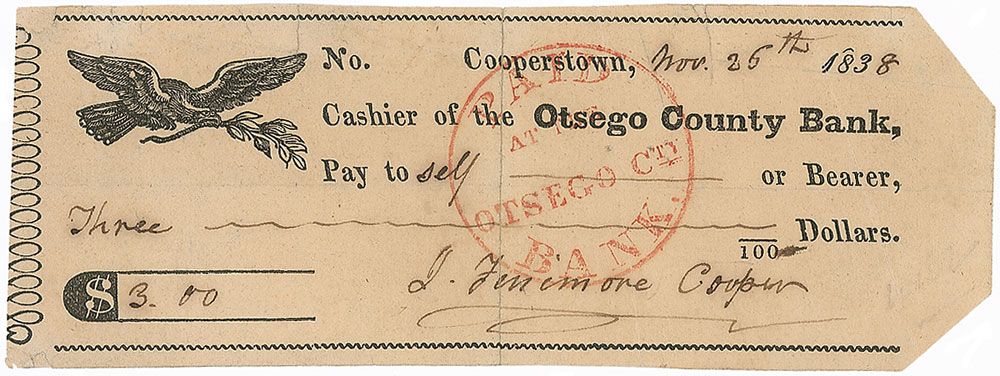 No. Cooperstown, Nov. 26th 1838
Cashier of the Otsego County Bank,
Pay to self or Bearer,
Three Dollars.
100
$ 3.00
J. Fenimore Cooper
PAID
AT THE
OTSEGO CTY
BANK.